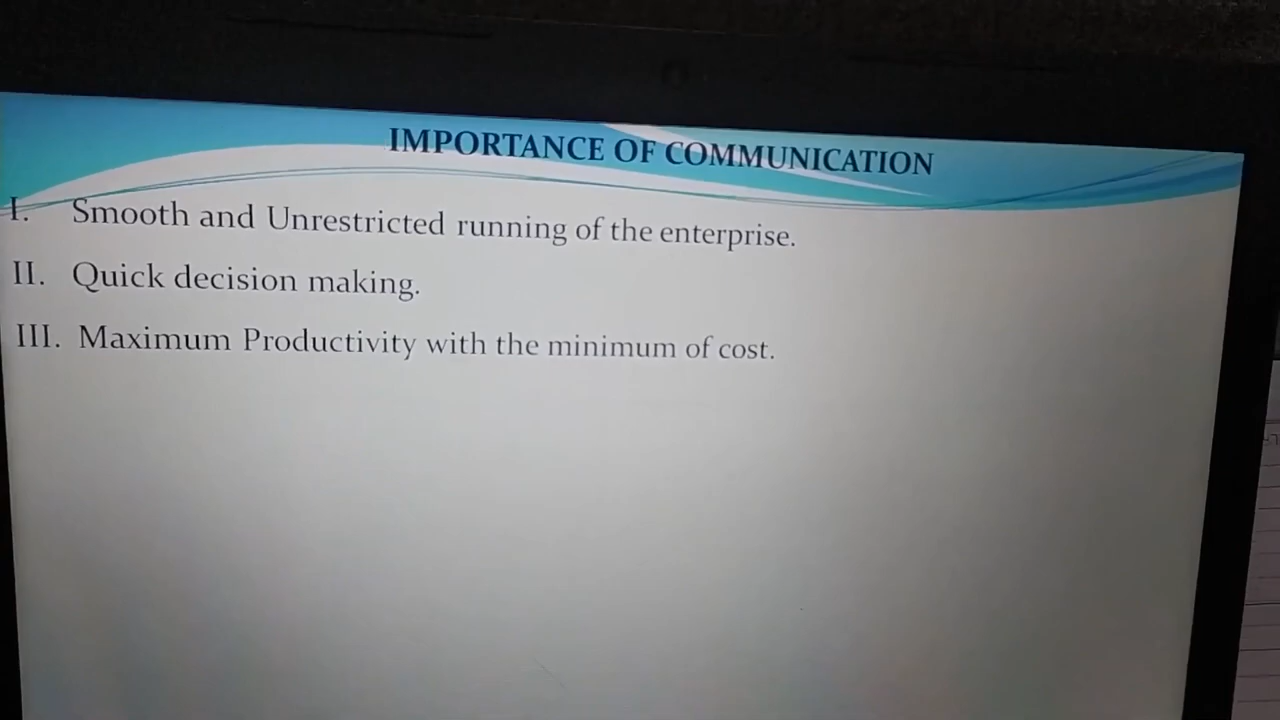 IMPORTANCE OF COMMUNICATION
I. Smooth and Unrestricted running of the enterprise.
II. Quick decision making.
III. Maximum Productivity with the minimum of cost.